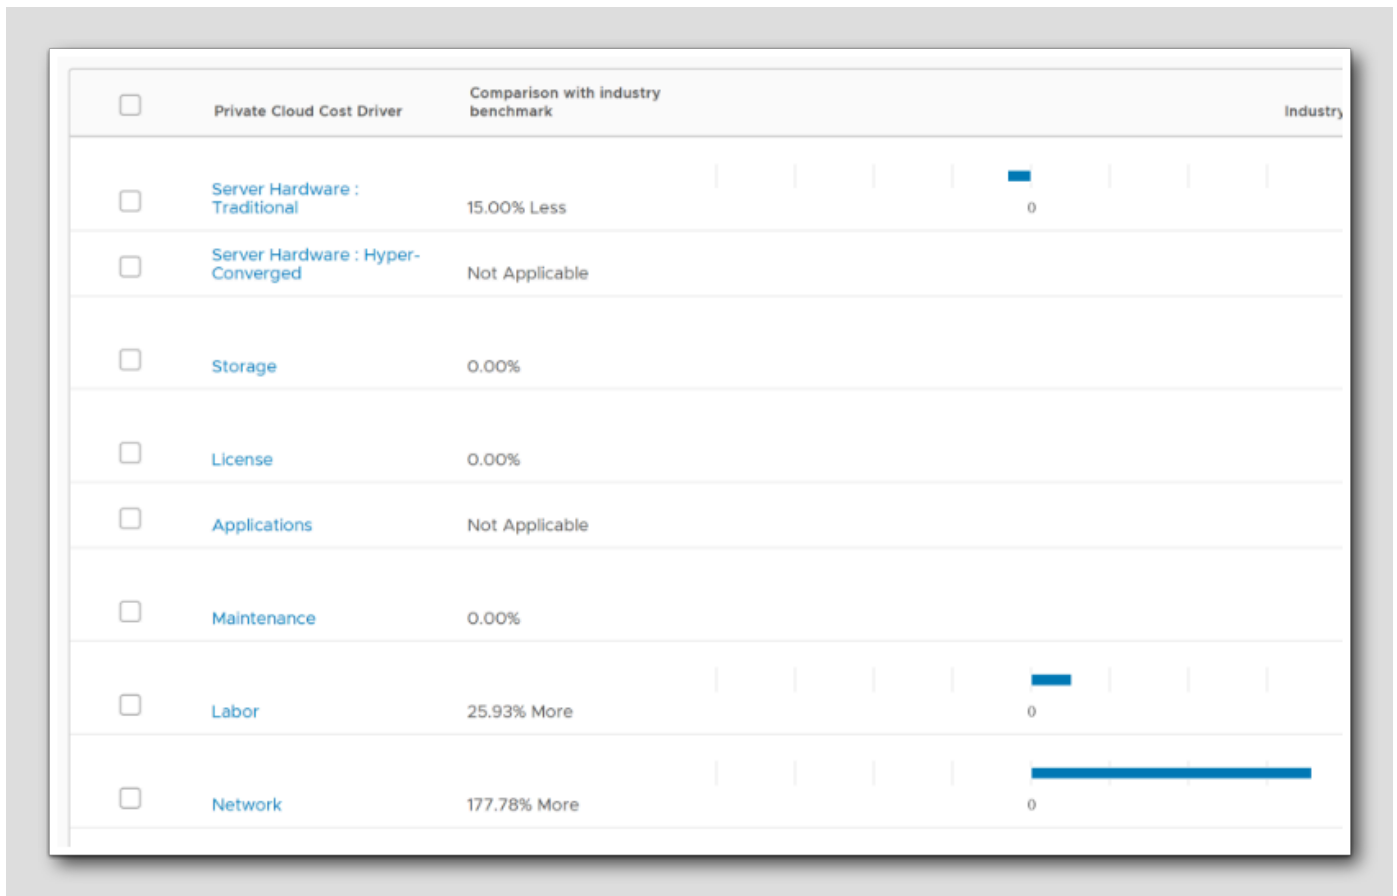 Private Cloud Cost Driver
Comparison with industry
benchmark
Industry
Server Hardware :
Traditional
15.00% Less
0
Server Hardware : Hyper-
Converged
Not Applicable
Storage
0.00%
License
0.00%
Applications
Not Applicable
Maintenance
0.00%
Labor
25.93% More
0
Network
177.78% More
0